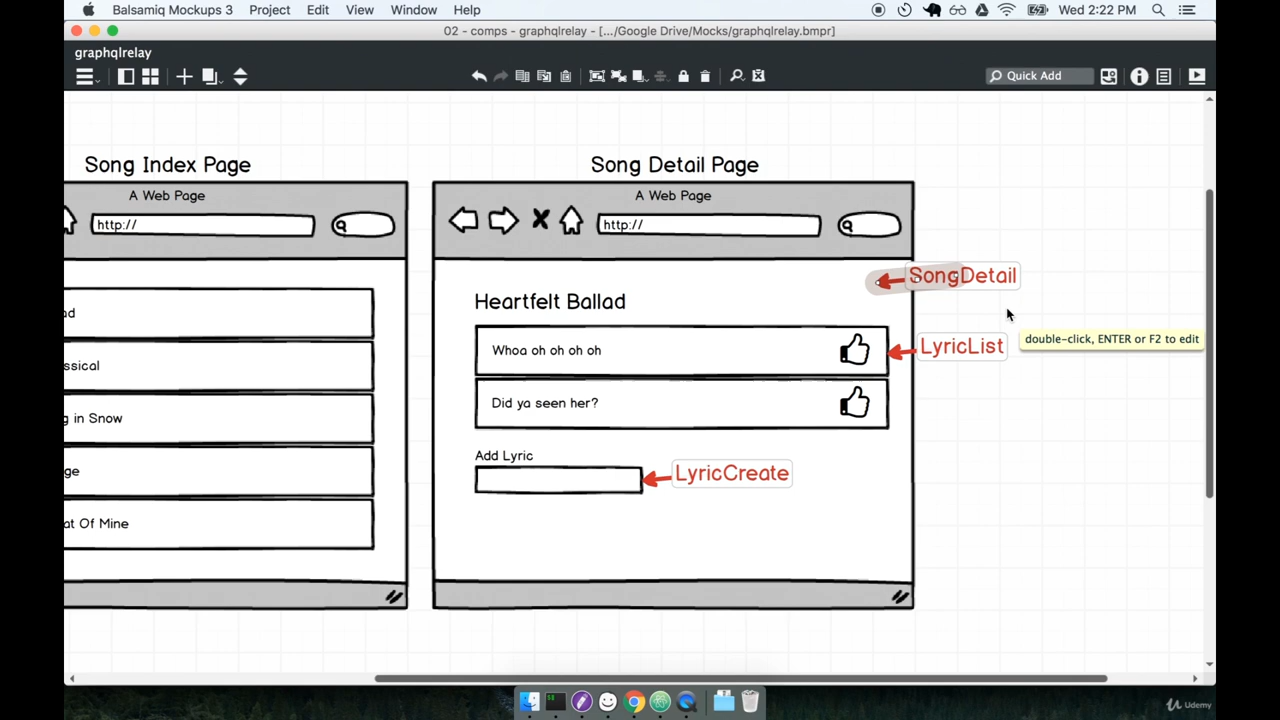 Balsamiq Mockups 3 Project Edit View Window Help Wed 2:22 PM
02 - comps - graphqlrelay - [.../Google Drive/Mocks/graphqlrelay.bmpr]
graphqlrelay
Quick Add
Song Index Page
A Web Page
http://
ad
ssical
g in Snow
ge
at Of Mine
Song Detail Page
A Web Page
http://
SongDetail
Heartfelt Ballad
double-click, ENTER or F2 to edit
Whoa oh oh oh oh
LyricList
Did ya seen her?
Add Lyric
LyricCreate
Udemy